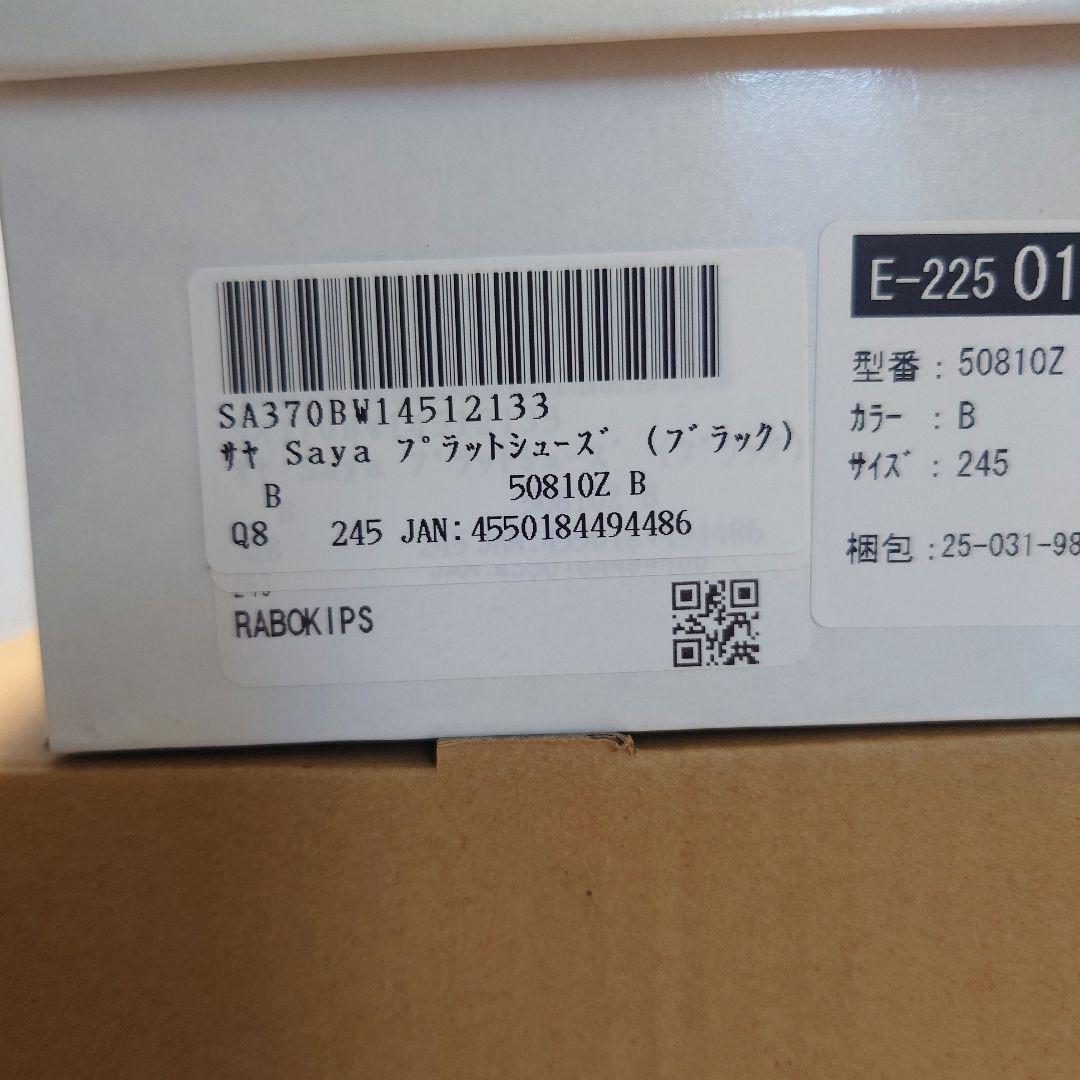 SA370BW14512133
ｻﾔ Saya ﾌﾟﾗｯﾄｼｭｰｽﾞ (ﾌﾞﾗｯｸ)
B 50810Z B
Q8 245 JAN:4550184494486
RABOKIPS
E-225 01
型番：50810Z
ｶﾗｰ：B
ｻｲｽﾞ：245
梱包：25-031-98